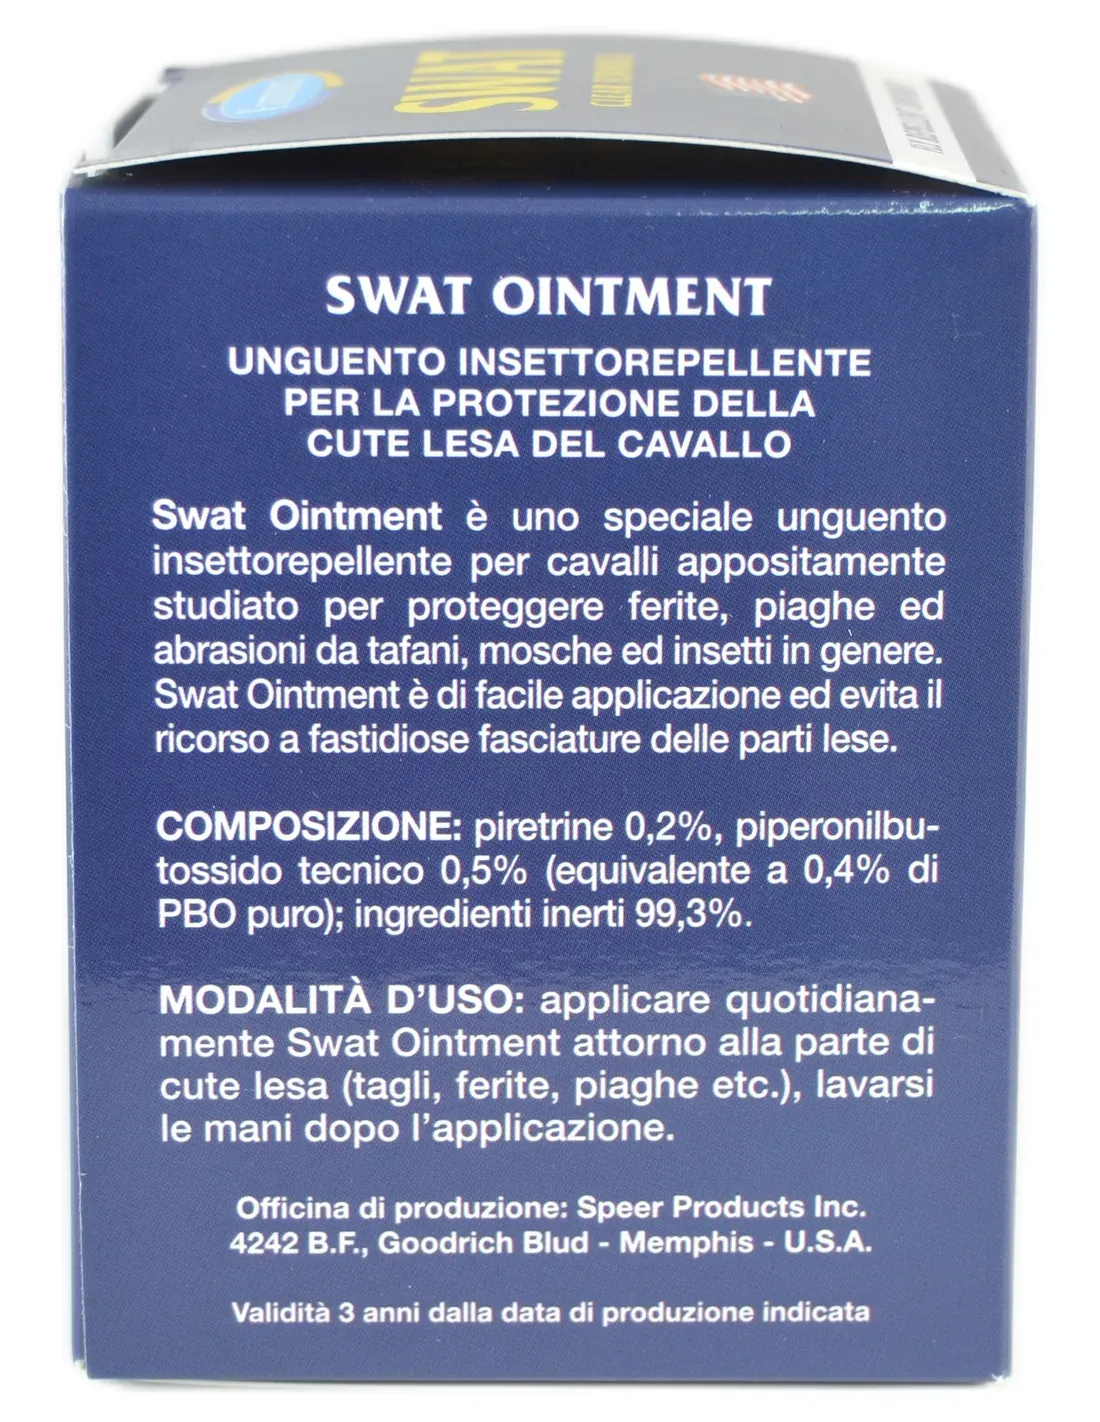 SWAT
SWAT OINTMENT
UNGUENTO INSETTOREPELLENTE
PER LA PROTEZIONE DELLA
CUTE LESA DEL CAVALLO
Swat Ointment è uno speciale unguento
insettorepellente per cavalli appositamente
studiato per proteggere ferite, piaghe ed
abrasioni da tafani, mosche ed insetti in genere.
Swat Ointment è di facile applicazione ed evita il
ricorso a fastidiose fasciature delle parti lese.
COMPOSIZIONE: piretrine 0,2%, piperonilbu-
tossido tecnico 0,5% (equivalente a 0,4% di
PBO puro); ingredienti inerti 99,3%.
MODALITÀ D'USO: applicare quotidiana-
mente Swat Ointment attorno alla parte di
cute lesa (tagli, ferite, piaghe etc.), lavarsi
le mani dopo l'applicazione.
Officina di produzione: Speer Products Inc.
4242 B.F., Goodrich Blud - Memphis - U.S.A.
Validità 3 anni dalla data di produzione indicata